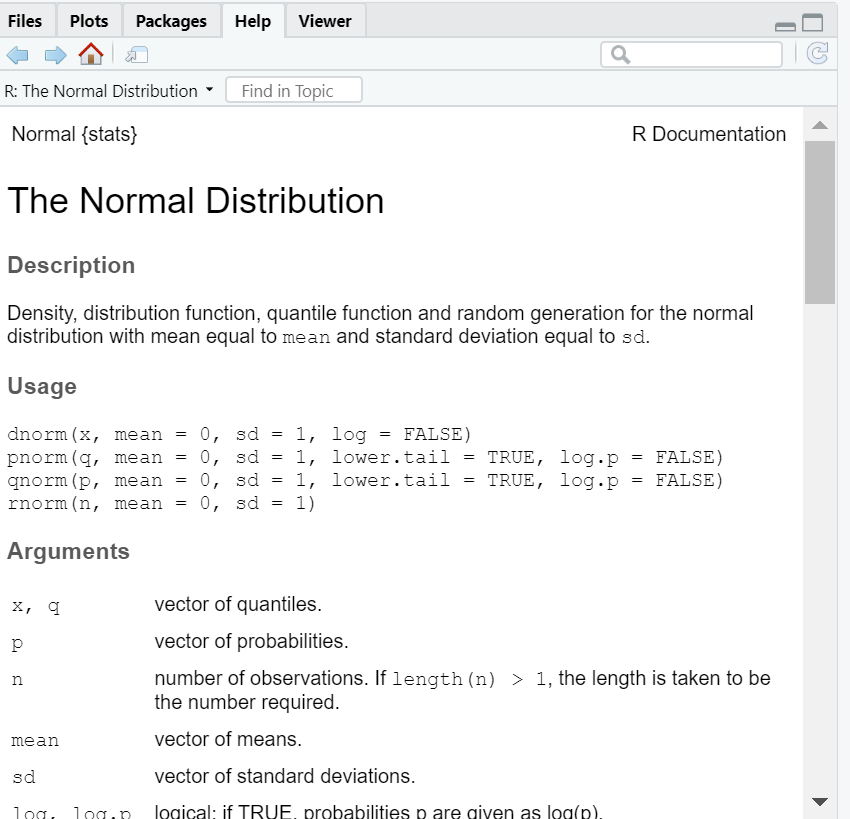 Files Plots Packages Help Viewer
R: The Normal Distribution Find in Topic
Normal {stats} R Documentation
The Normal Distribution
Description
Density, distribution function, quantile function and random generation for the normal
distribution with mean equal to mean and standard deviation equal to sd.
Usage
dnorm(x, mean = 0, sd = 1, log = FALSE)
pnorm(q, mean = 0, sd = 1, lower.tail = TRUE, log.p = FALSE)
qnorm(p, mean = 0, sd = 1, lower.tail = TRUE, log.p = FALSE)
rnorm(n, mean = 0, sd = 1)
Arguments
x, q vector of quantiles.
p vector of probabilities.
n number of observations. If length(n) > 1, the length is taken to be
the number required.
mean vector of means.
sd vector of standard deviations.
log, log.p logical; if TRUE, probabilities p are given as log(p).